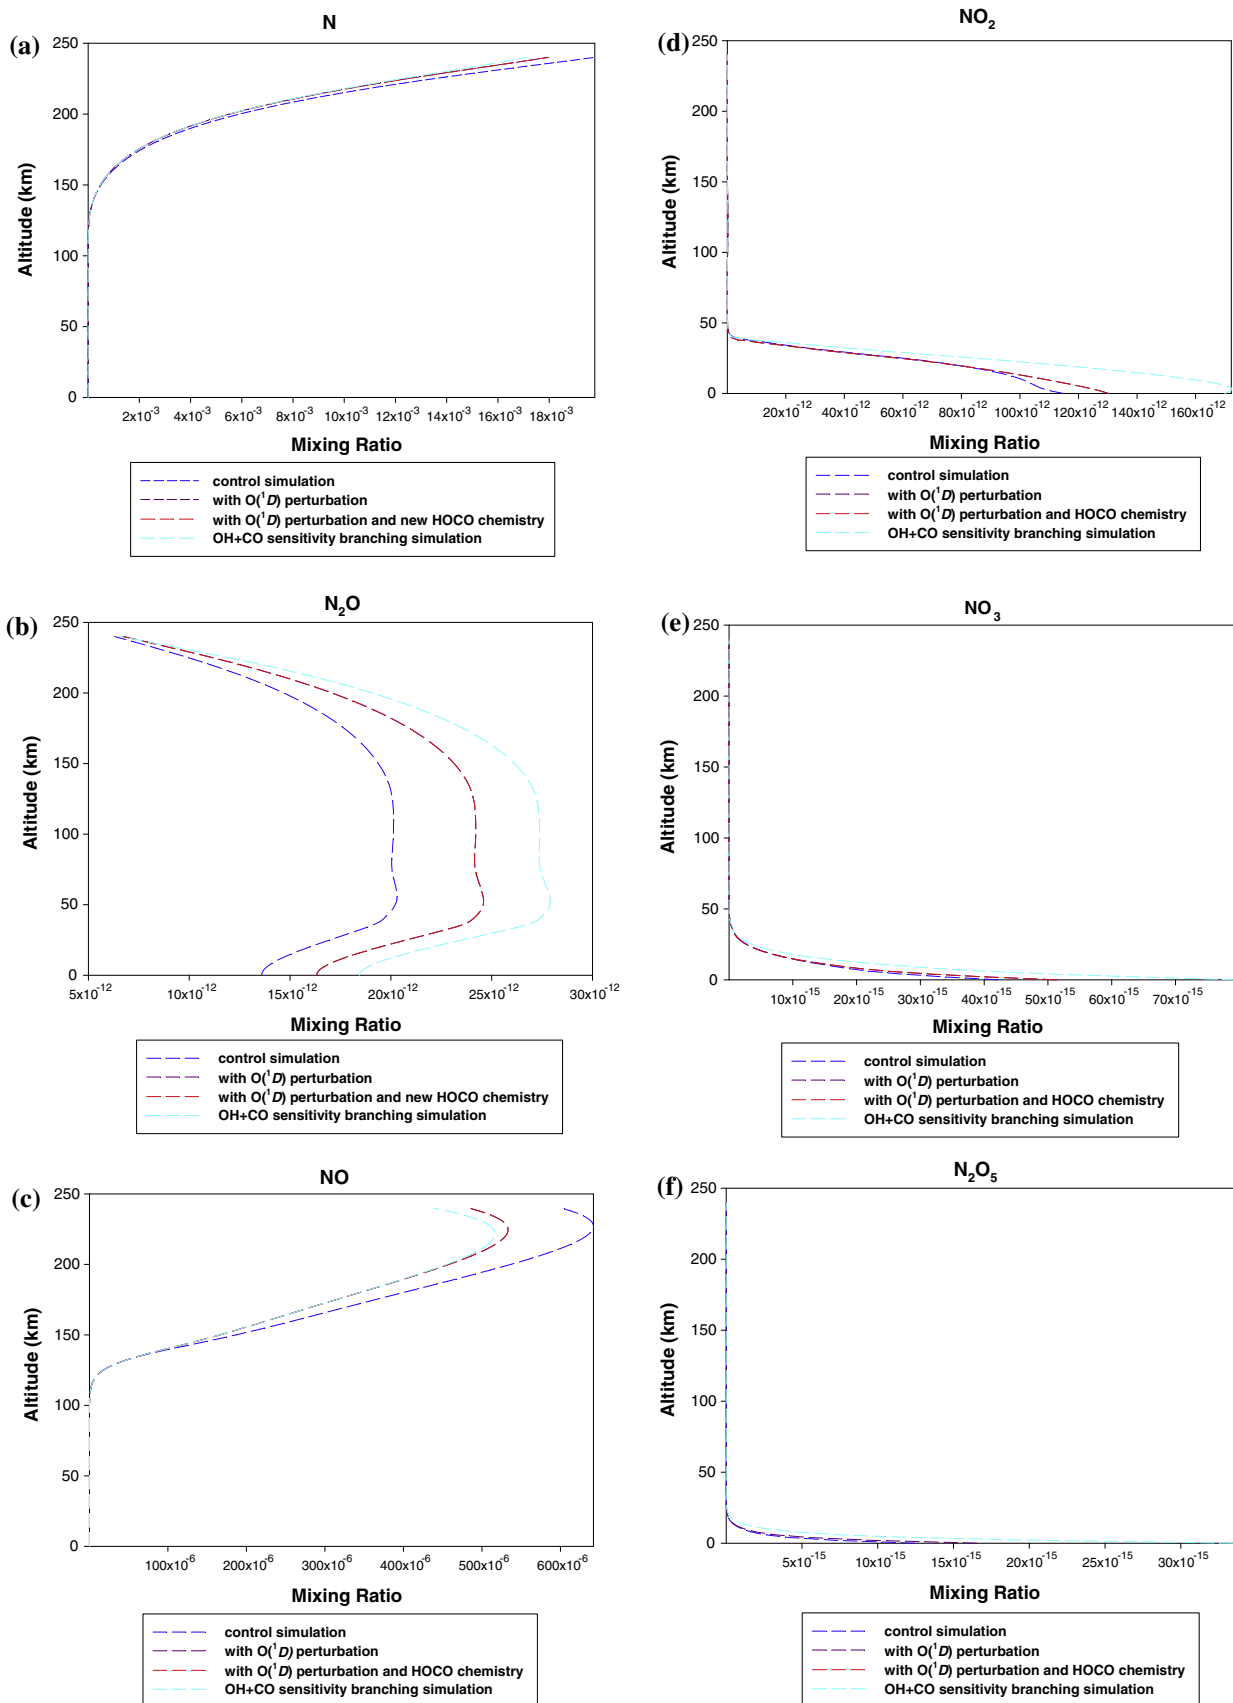 (a)
N
250
200
150
100
50
0
Altitude (km)
2x10⁻³ 4x10⁻³ 6x10⁻³ 8x10⁻³ 10x10⁻³ 12x10⁻³ 14x10⁻³ 16x10⁻³ 18x10⁻³
Mixing Ratio
control simulation
with O(¹D) perturbation
with O(¹D) perturbation and new HOCO chemistry
OH+CO sensitivity branching simulation
(b)
N₂O
250
200
150
100
50
0
Altitude (km)
5x10⁻¹² 10x10⁻¹² 15x10⁻¹² 20x10⁻¹² 25x10⁻¹² 30x10⁻¹²
Mixing Ratio
control simulation
with O(¹D) perturbation
with O(¹D) perturbation and new HOCO chemistry
OH+CO sensitivity branching simulation
(c)
NO
250
200
150
100
50
0
Altitude (km)
100x10⁻⁶ 200x10⁻⁶ 300x10⁻⁶ 400x10⁻⁶ 500x10⁻⁶ 600x10⁻⁶
Mixing Ratio
control simulation
with O(¹D) perturbation
with O(¹D) perturbation and HOCO chemistry
OH+CO sensitivity branching simulation
(d)
NO₂
250
200
150
100
50
0
Altitude (km)
20x10⁻¹² 40x10⁻¹² 60x10⁻¹² 80x10⁻¹² 100x10⁻¹² 120x10⁻¹² 140x10⁻¹² 160x10⁻¹²
Mixing Ratio
control simulation
with O(¹D) perturbation
with O(¹D) perturbation and HOCO chemistry
OH+CO sensitivity branching simulation
(e)
NO₃
250
200
150
100
50
0
Altitude (km)
10x10⁻¹⁵ 20x10⁻¹⁵ 30x10⁻¹⁵ 40x10⁻¹⁵ 50x10⁻¹⁵ 60x10⁻¹⁵ 70x10⁻¹⁵
Mixing Ratio
control simulation
with O(¹D) perturbation
with O(¹D) perturbation and HOCO chemistry
OH+CO sensitivity branching simulation
(f)
N₂O₅
250
200
150
100
50
0
Altitude (km)
5x10⁻¹⁵ 10x10⁻¹⁵ 15x10⁻¹⁵ 20x10⁻¹⁵ 25x10⁻¹⁵ 30x10⁻¹⁵
Mixing Ratio
control simulation
with O(¹D) perturbation
with O(¹D) perturbation and HOCO chemistry
OH+CO sensitivity branching simulation